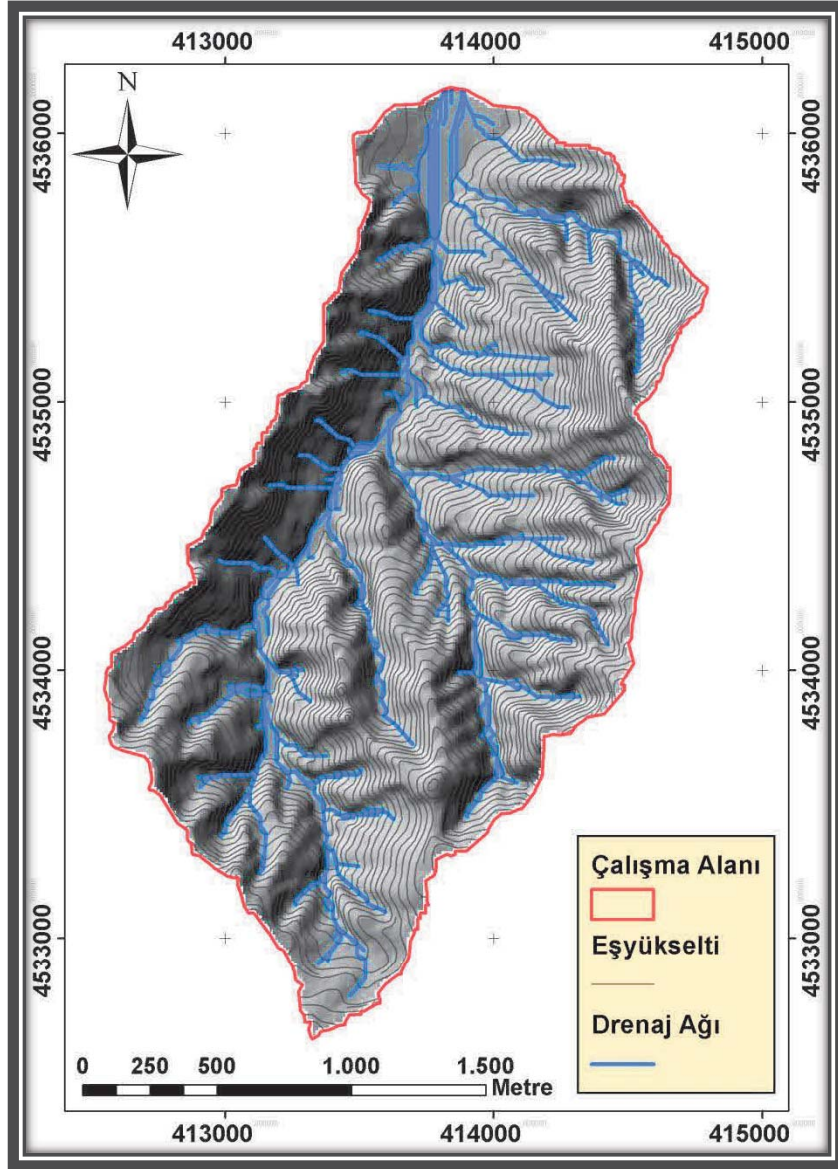 413000 414000 415000
N
4536000 4536000
4535000 4535000
4534000 4534000
4533000 4533000
Çalışma Alanı
Eşyükselti
Drenaj Ağı
0 250 500 1.000 1.500
Metre
413000 414000 415000